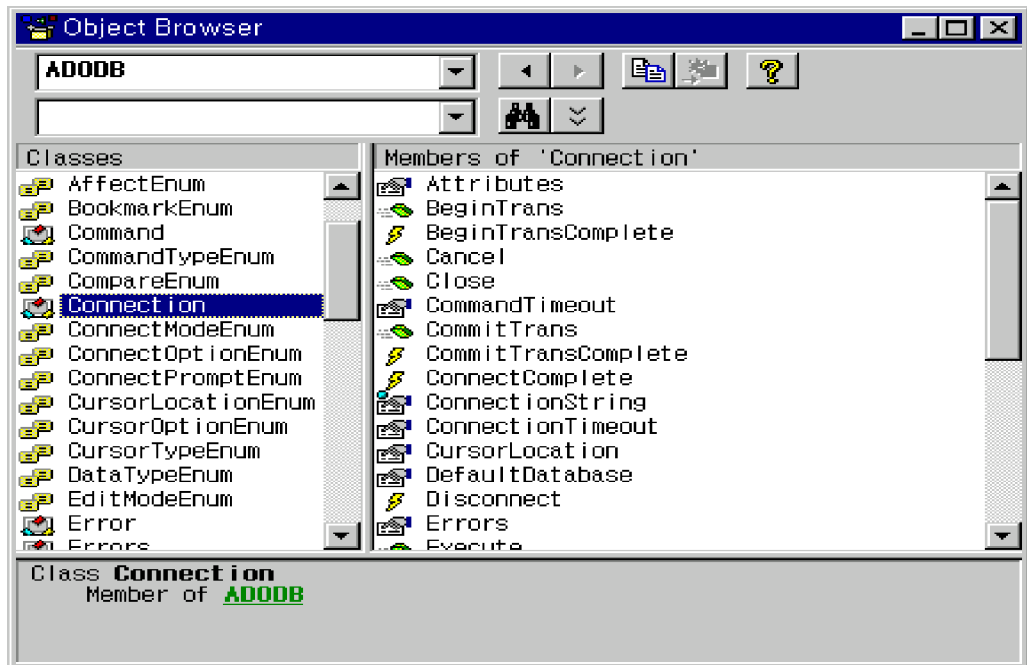 Object Browser
ADODB
Classes
AffectEnum
BookmarkEnum
Command
CommandTypeEnum
CompareEnum
Connection
ConnectModeEnum
ConnectOptionEnum
ConnectPromptEnum
CursorLocationEnum
CursorOptionEnum
CursorTypeEnum
DataTypeEnum
EditModeEnum
Error
Errors
Members of 'Connection'
Attributes
BeginTrans
BeginTransComplete
Cancel
Close
CommandTimeout
CommitTrans
CommitTransComplete
ConnectComplete
ConnectionString
ConnectionTimeout
CursorLocation
DefaultDatabase
Disconnect
Errors
Execute
Class Connection
Member of ADODB